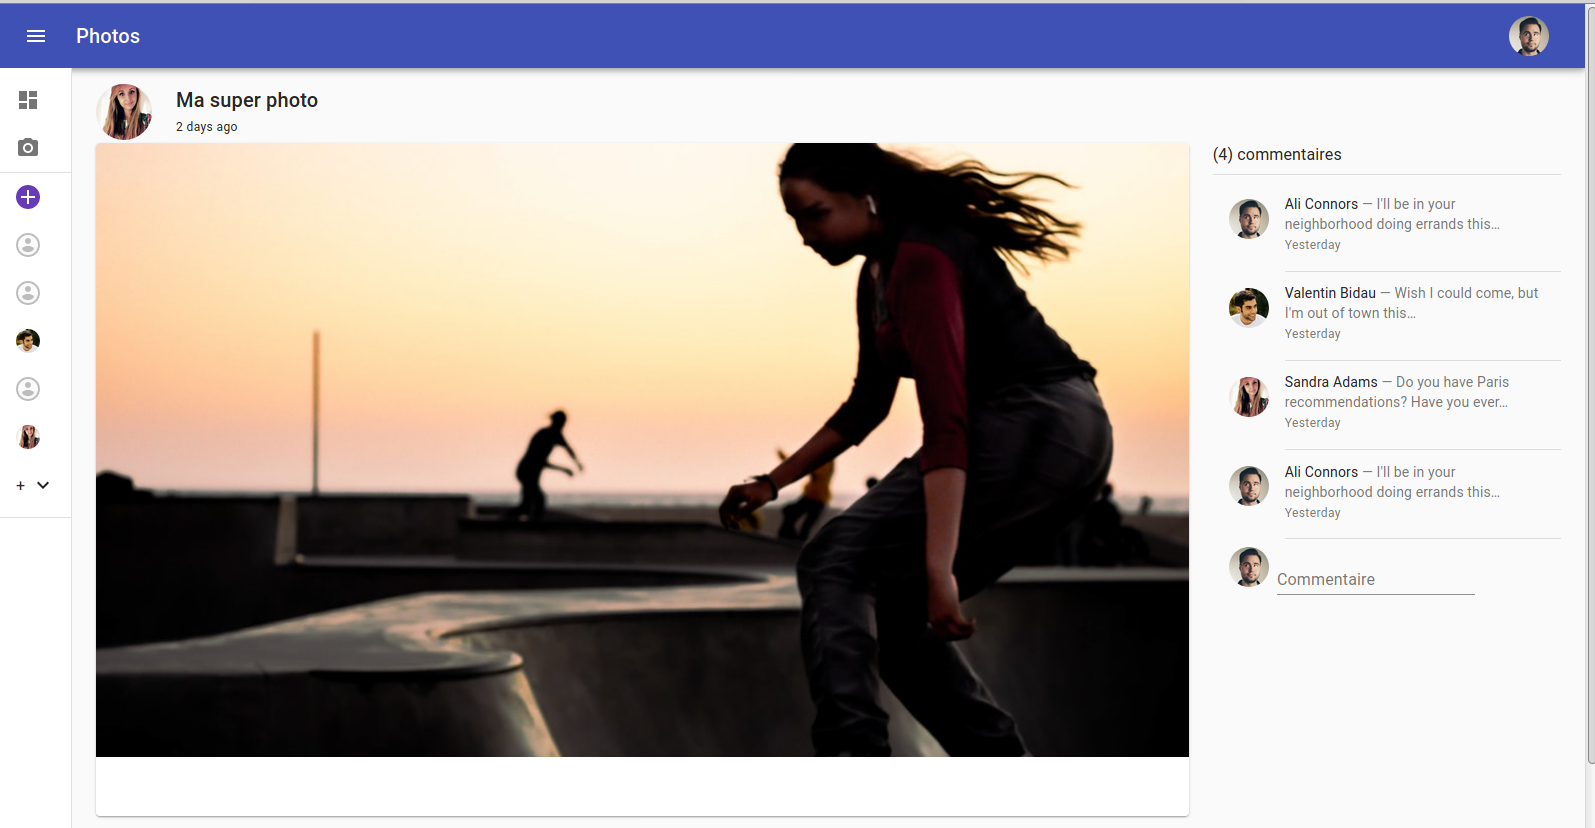 Photos
Ma super photo
2 days ago
(4) commentaires
Ali Connors — I'll be in your
neighborhood doing errands this…
Yesterday
Valentin Bidau — Wish I could come, but
I'm out of town this…
Yesterday
Sandra Adams — Do you have Paris
recommendations? Have you ever…
Yesterday
Ali Connors — I'll be in your
neighborhood doing errands this…
Yesterday
Commentaire
+